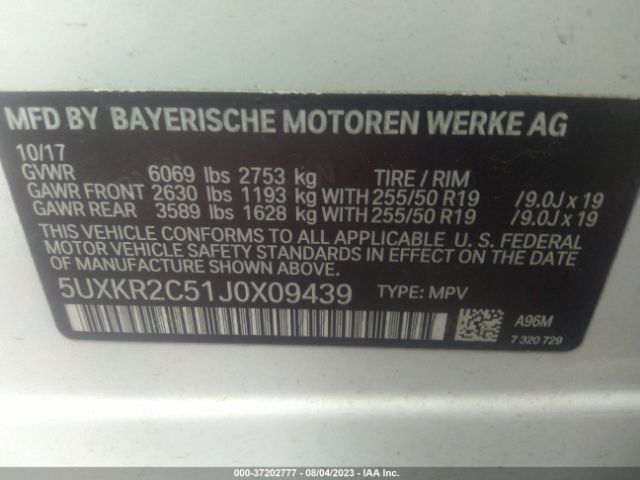 MFD BY BAYERISCHE MOTOREN WERKE AG
10/17
GVWR 6069 lbs 2753 kg TIRE / RIM
GAWR FRONT 2630 lbs 1193 kg WITH 255/50 R19 /9.0J x 19
GAWR REAR 3589 lbs 1628 kg WITH 255/50 R19 /9.0J x 19
THIS VEHICLE CONFORMS TO ALL APPLICABLE U. S. FEDERAL
MOTOR VEHICLE SAFETY STANDARDS IN EFFECT ON THE DATE
OF MANUFACTURE SHOWN ABOVE.
5UXKR2C51J0X09439 TYPE: MPV
A96M
7 320 729
000-37202777 - 08/04/2023 - IAA Inc.